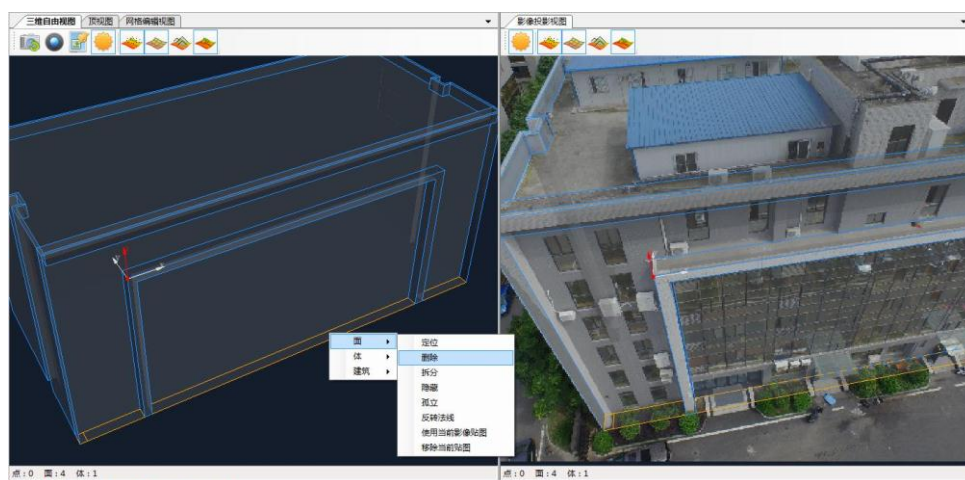 三维自由视图 顶视图 网格编辑视图
影像投影视图
面
体
建筑
定位
删除
拆分
隐藏
孤立
反转法线
使用当前影像贴图
移除当前贴图
点:0 面:4 体:1
点:0 面:4 体:1